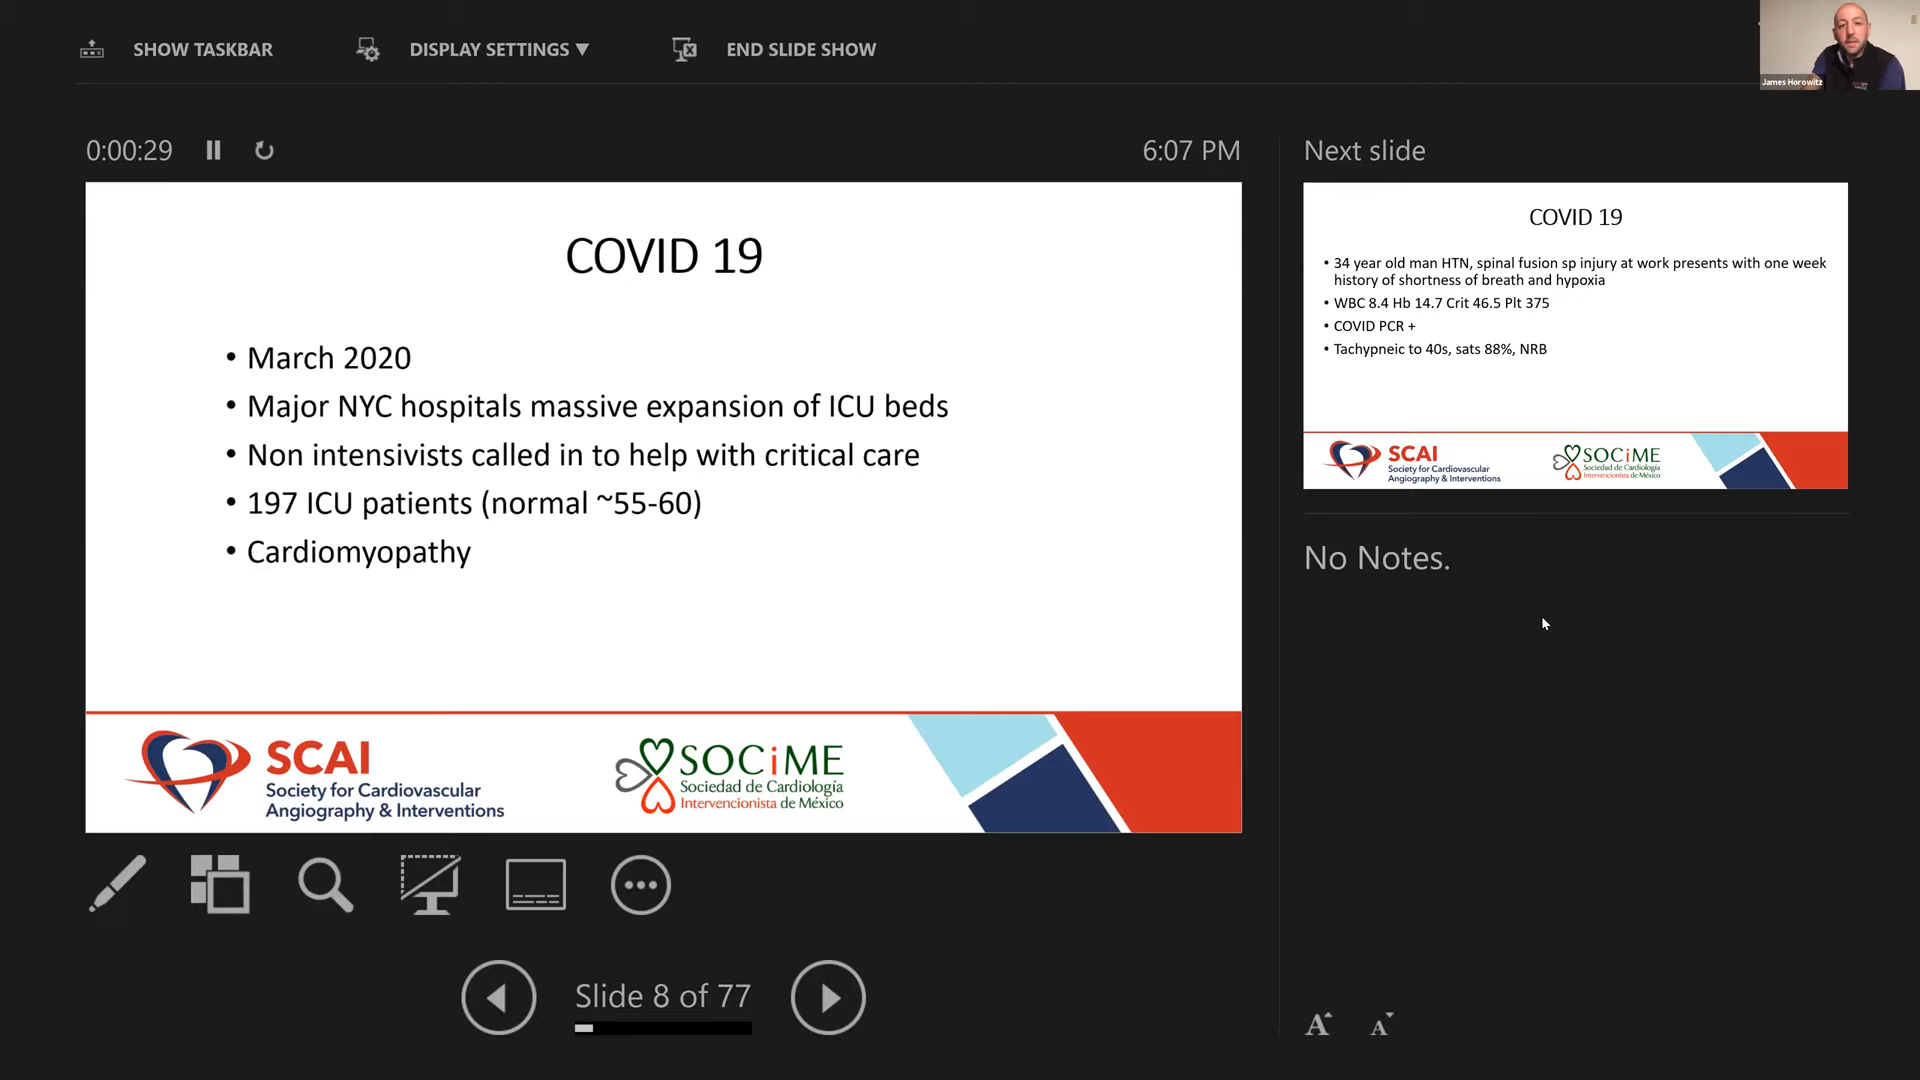 SHOW TASKBAR
DISPLAY SETTINGS ▼
END SLIDE SHOW
James Horowitz
0:00:29
6:07 PM
COVID 19
• March 2020
• Major NYC hospitals massive expansion of ICU beds
• Non intensivists called in to help with critical care
• 197 ICU patients (normal ~55-60)
• Cardiomyopathy
SCAI
Society for Cardiovascular
Angiography & Interventions
SOCiME
Sociedad de Cardiología
Intervencionista de México
Slide 8 of 77
Next slide
COVID 19
• 34 year old man HTN, spinal fusion sp injury at work presents with one week
history of shortness of breath and hypoxia
• WBC 8.4 Hb 14.7 Crit 46.5 Plt 375
• COVID PCR +
• Tachypneic to 40s, sats 88%, NRB
SCAI
Society for Cardiovascular
Angiography & Interventions
SOCiME
Sociedad de Cardiología
Intervencionista de México
No Notes.
A
A